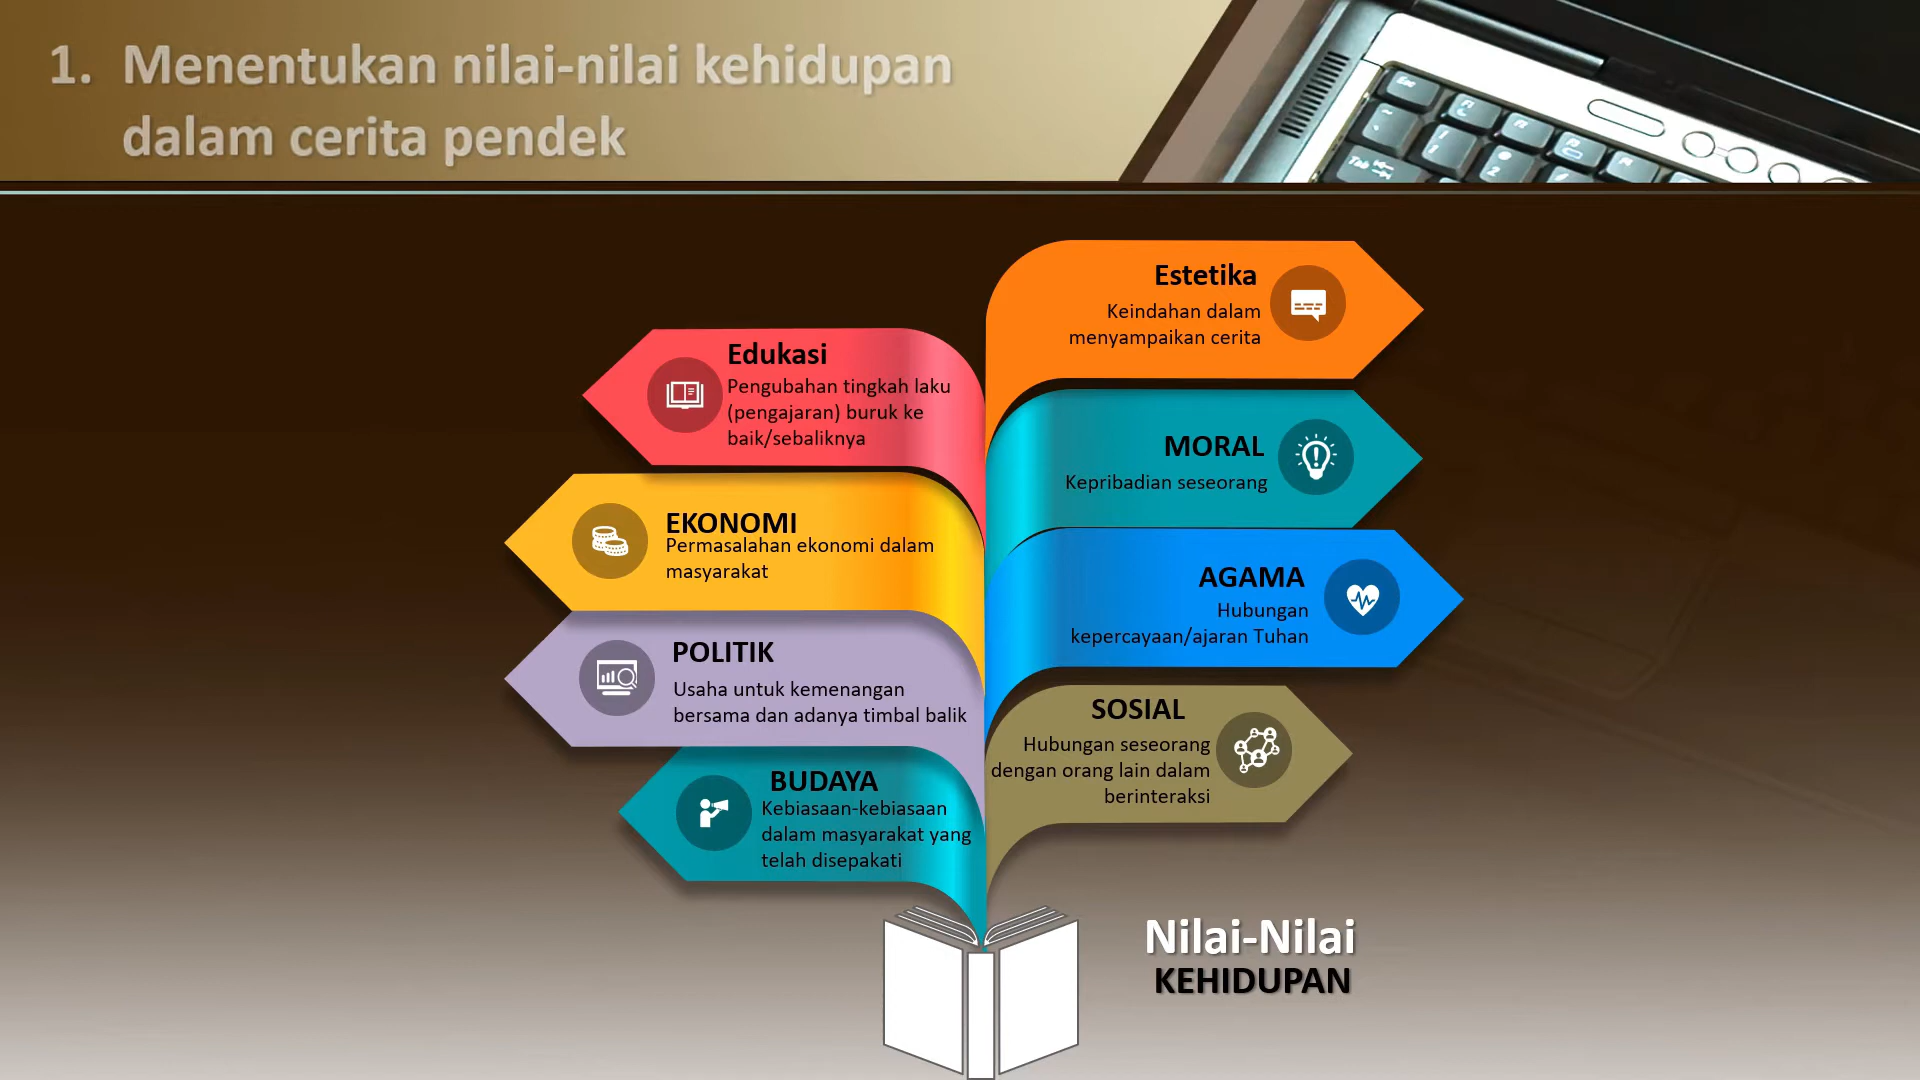 1. Menentukan nilai-nilai kehidupan
dalam cerita pendek
Estetika
Keindahan dalam
menyampaikan cerita
Edukasi
Pengubahan tingkah laku
(pengajaran) buruk ke
baik/sebaliknya
MORAL
Kepribadian seseorang
EKONOMI
Permasalahan ekonomi dalam
masyarakat
AGAMA
Hubungan
kepercayaan/ajaran Tuhan
POLITIK
Usaha untuk kemenangan
bersama dan adanya timbal balik
SOSIAL
Hubungan seseorang
dengan orang lain dalam
berinteraksi
BUDAYA
Kebiasaan-kebiasaan
dalam masyarakat yang
telah disepakati
Nilai-Nilai
KEHIDUPAN
Esc
Tab